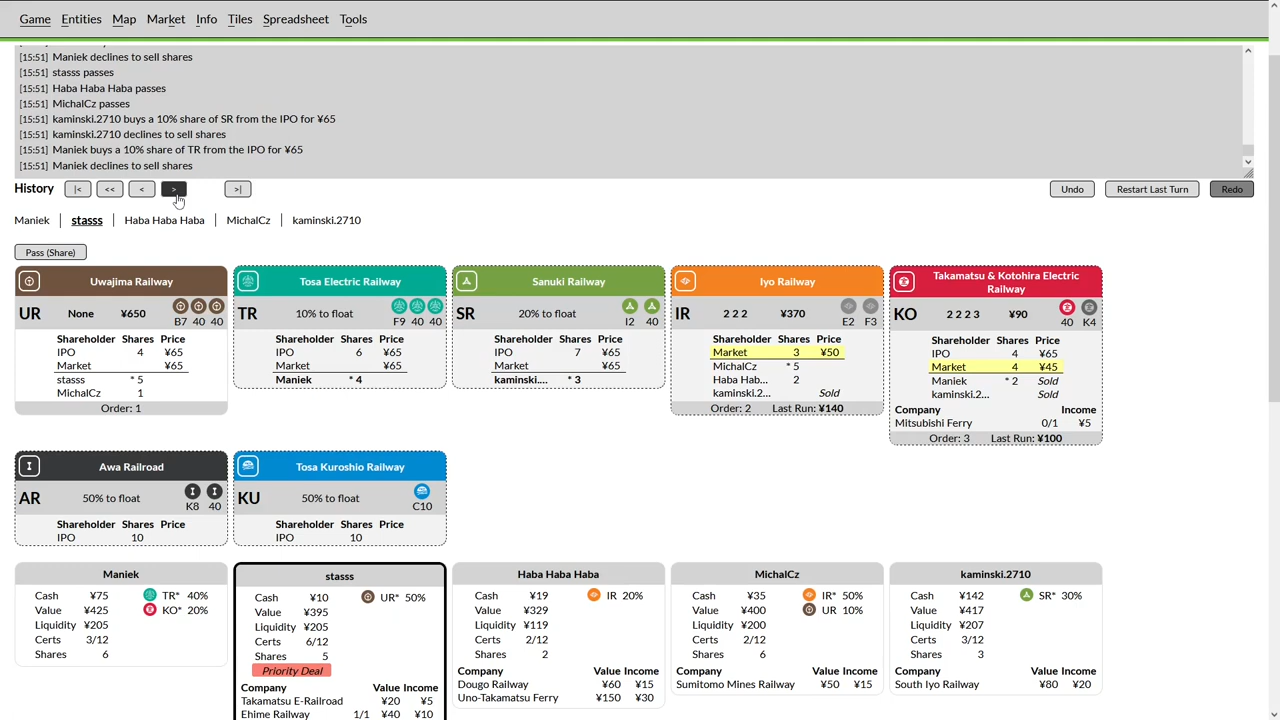 Game Entities Map Market Info Tiles Spreadsheet Tools
[15:51] Maniek declines to sell shares
[15:51] stasss passes
[15:51] Haba Haba Haba passes
[15:51] MichalCz passes
[15:51] kaminski.2710 buys a 10% share of SR from the IPO for ¥65
[15:51] kaminski.2710 declines to sell shares
[15:51] Maniek buys a 10% share of TR from the IPO for ¥65
[15:51] Maniek declines to sell shares
History |< << < > >| Undo Restart Last Turn Redo
Maniek stasss Haba Haba Haba MichalCz kaminski.2710
Pass (Share)
Uwajima Railway
UR None ¥650 B7 40 40
Shareholder Shares Price
IPO 4 ¥65
Market ¥65
stasss * 5
MichalCz 1
Order: 1
Tosa Electric Railway
TR 10% to float F9 40 40
Shareholder Shares Price
IPO 6 ¥65
Market ¥65
Maniek * 4
Sanuki Railway
SR 20% to float I2 40
Shareholder Shares Price
IPO 7 ¥65
Market ¥65
kaminski.... * 3
Iyo Railway
IR 2 2 2 ¥370 E2 F3
Shareholder Shares Price
Market 3 ¥50
MichalCz * 5
Haba Hab... 2
kaminski.2... Sold
Order: 2 Last Run: ¥140
Takamatsu & Kotohira Electric
Railway
KO 2 2 2 3 ¥90 40 K4
Shareholder Shares Price
IPO 4 ¥65
Market 4 ¥45
Maniek * 2 Sold
kaminski.2... Sold
Company Income
Mitsubishi Ferry 0/1 ¥5
Order: 3 Last Run: ¥100
Awa Railroad
AR 50% to float K8 40
Shareholder Shares Price
IPO 10
Tosa Kuroshio Railway
KU 50% to float C10
Shareholder Shares Price
IPO 10
Maniek
Cash ¥75 TR* 40%
Value ¥425 KO* 20%
Liquidity ¥205
Certs 3/12
Shares 6
stasss
Cash ¥10 UR* 50%
Value ¥395
Liquidity ¥205
Certs 6/12
Shares 5
Priority Deal
Company Value Income
Takamatsu E-Railroad ¥20 ¥5
Ehime Railway 1/1 ¥40 ¥10
Haba Haba Haba
Cash ¥19 IR 20%
Value ¥329
Liquidity ¥119
Certs 2/12
Shares 2
Company Value Income
Dougo Railway ¥60 ¥15
Uno-Takamatsu Ferry ¥150 ¥30
MichalCz
Cash ¥35 IR* 50%
Value ¥400 UR 10%
Liquidity ¥200
Certs 2/12
Shares 6
Company Value Income
Sumitomo Mines Railway ¥50 ¥15
kaminski.2710
Cash ¥142 SR* 30%
Value ¥417
Liquidity ¥207
Certs 3/12
Shares 3
Company Value Income
South Iyo Railway ¥80 ¥20